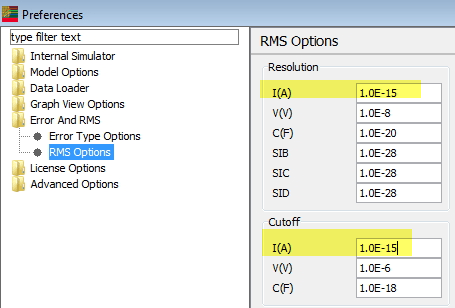 Preferences
type filter text
Internal Simulator
Model Options
Data Loader
Graph View Options
Error And RMS
Error Type Options
RMS Options
License Options
Advanced Options
RMS Options
Resolution
I(A) 1.0E-15
V(V) 1.0E-8
C(F) 1.0E-20
SIB 1.0E-28
SIC 1.0E-28
SID 1.0E-28
Cutoff
I(A) 1.0E-15
V(V) 1.0E-6
C(F) 1.0E-18